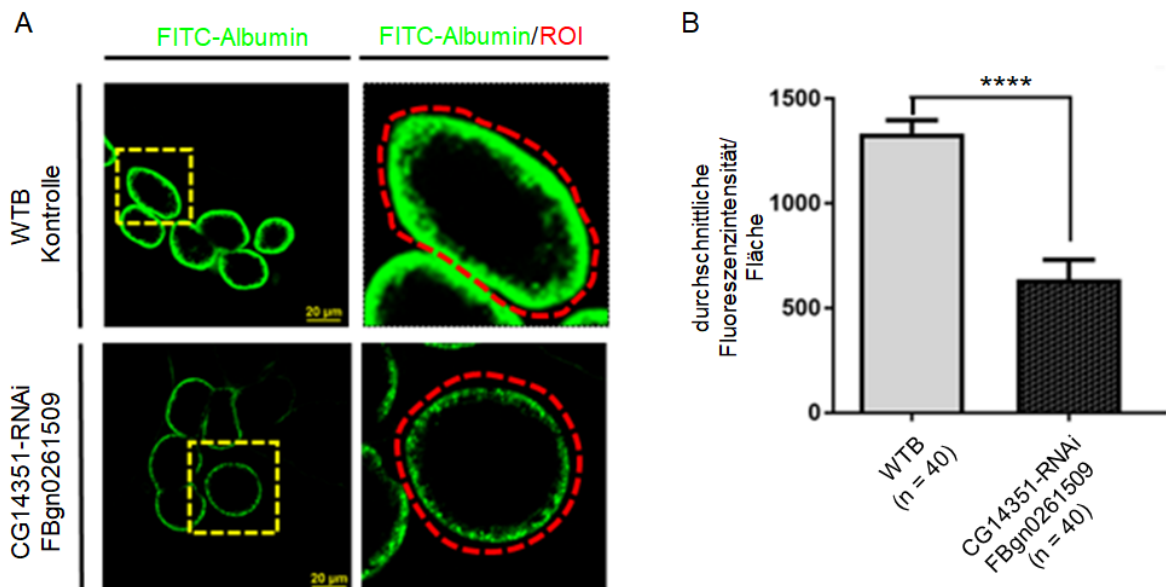 A
FITC-Albumin
FITC-Albumin/ROI
WTB
Kontrolle
20 µm
CG14351-RNAi
FBgn0261509
20 µm
B
****
durchschnittliche
Fluoreszenzintensität/
Fläche
1500
1000
500
0
WTB
(n = 40)
CG14351-RNAi
FBgn0261509
(n = 40)